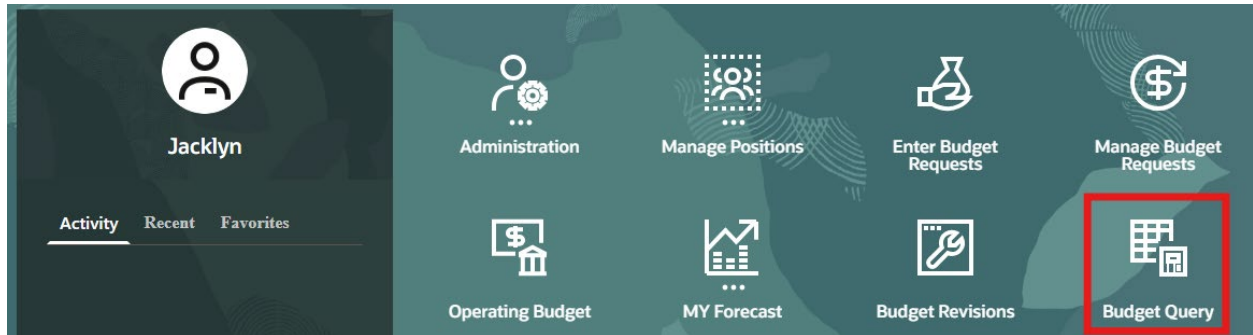 Jacklyn
Activity Recent Favorites
Administration
Manage Positions
Enter Budget
Requests
Manage Budget
Requests
Operating Budget
MY Forecast
Budget Revisions
Budget Query